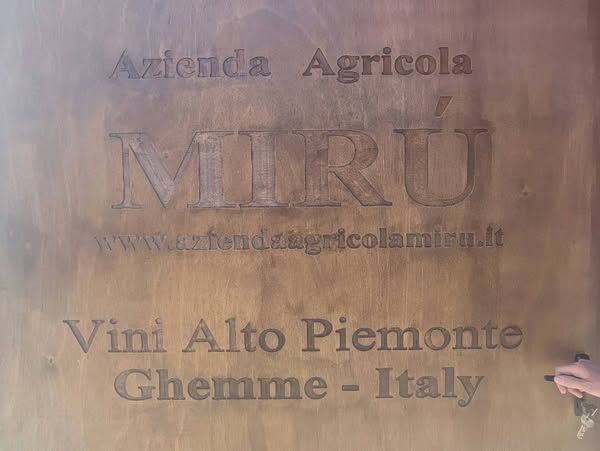 Azienda Agricola
MIRÚ
www.aziendaagricolamiru.it
Vini Alto Piemonte
Ghemme - Italy